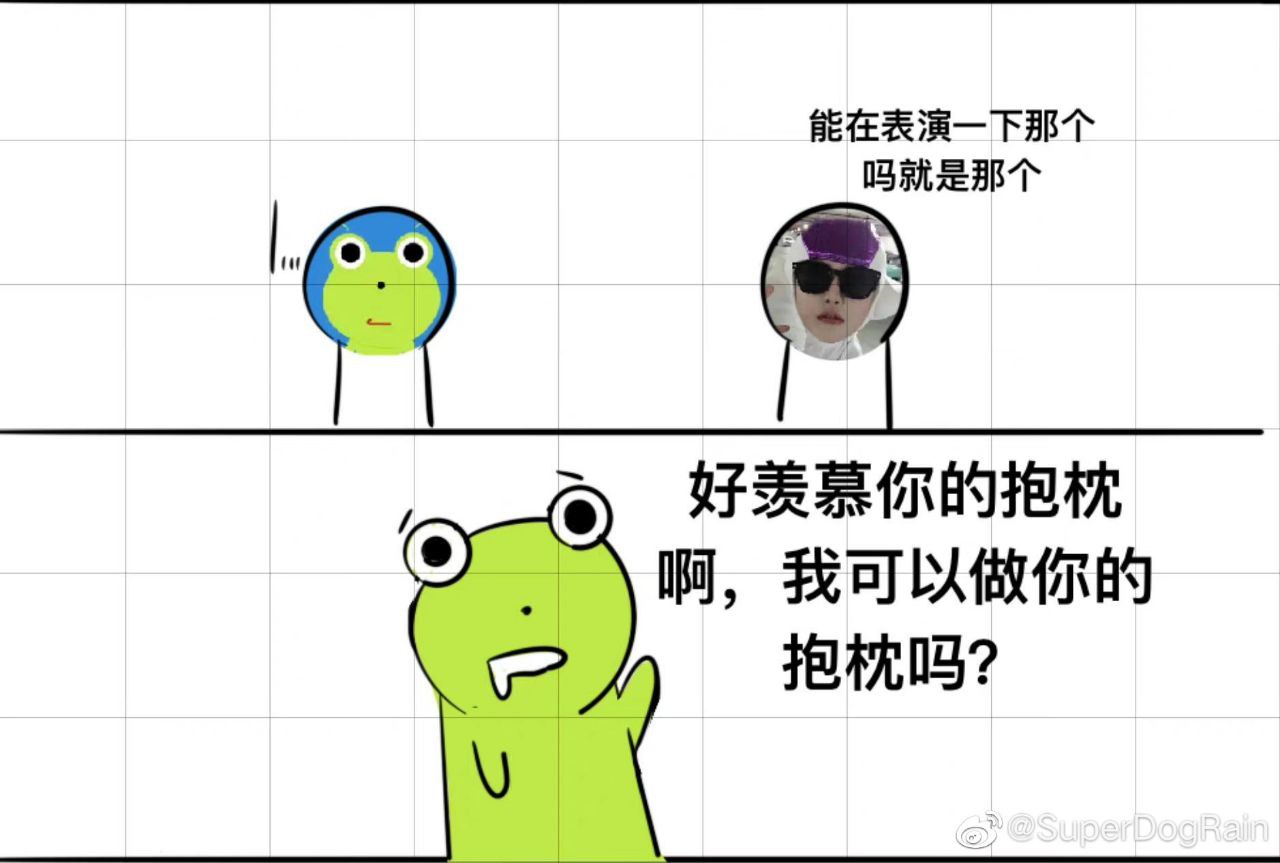 能在表演一下那个
吗就是那个
好羡慕你的抱枕
啊，我可以做你的
抱枕吗？
@SuperDogRain